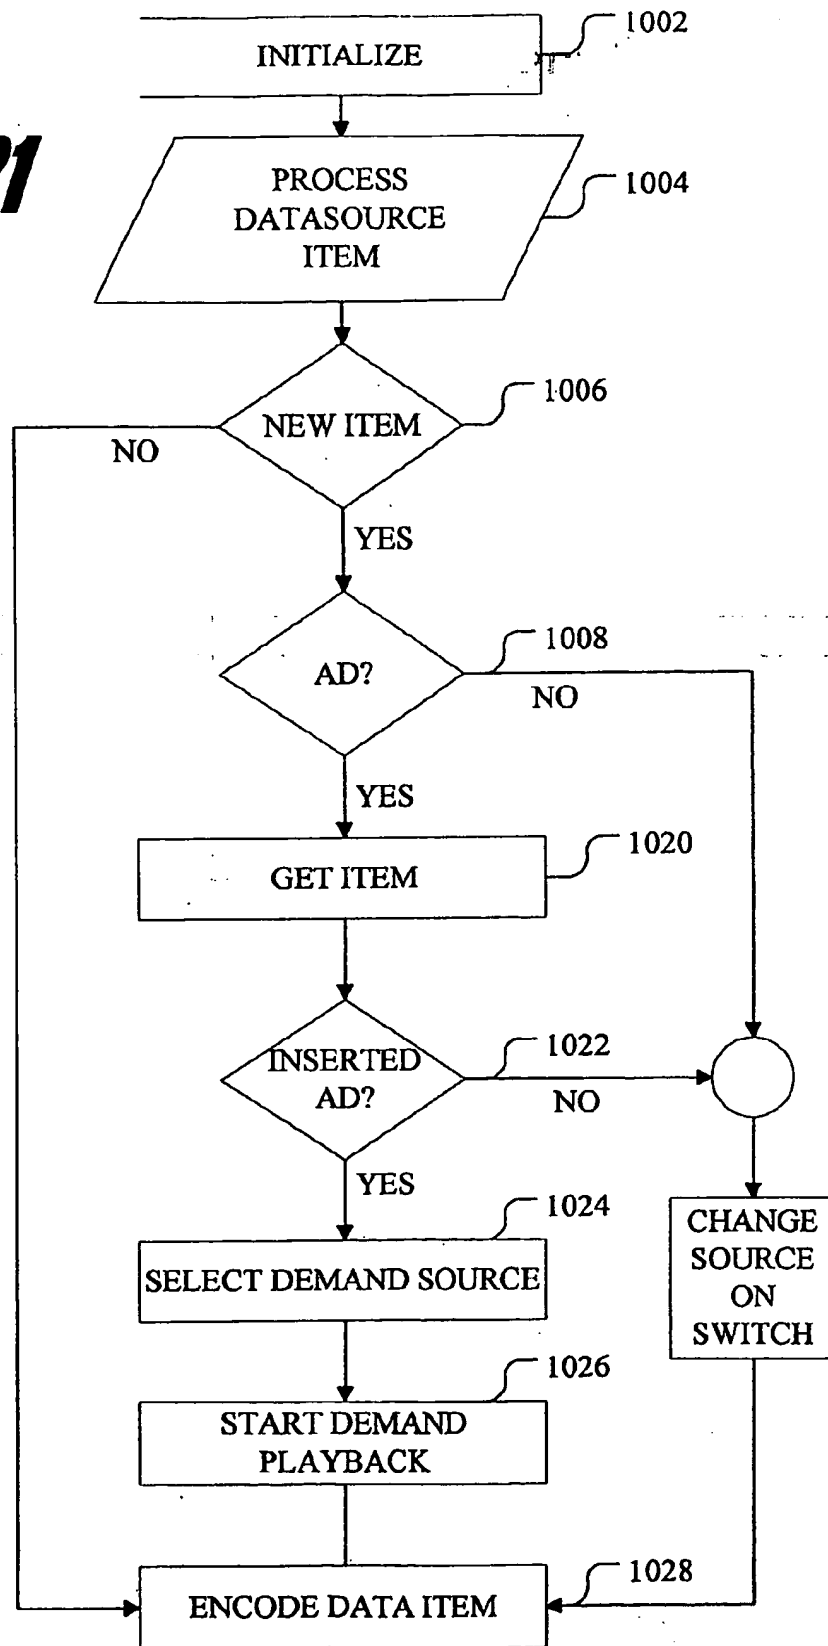 1002
INITIALIZE
PROCESS
DATASOURCE
ITEM
1004
1006
NEW ITEM
NO
YES
1008
AD?
NO
YES
1020
GET ITEM
1022
INSERTED
AD?
NO
YES
1024
SELECT DEMAND SOURCE
CHANGE
SOURCE
ON
SWITCH
1026
START DEMAND
PLAYBACK
1028
ENCODE DATA ITEM